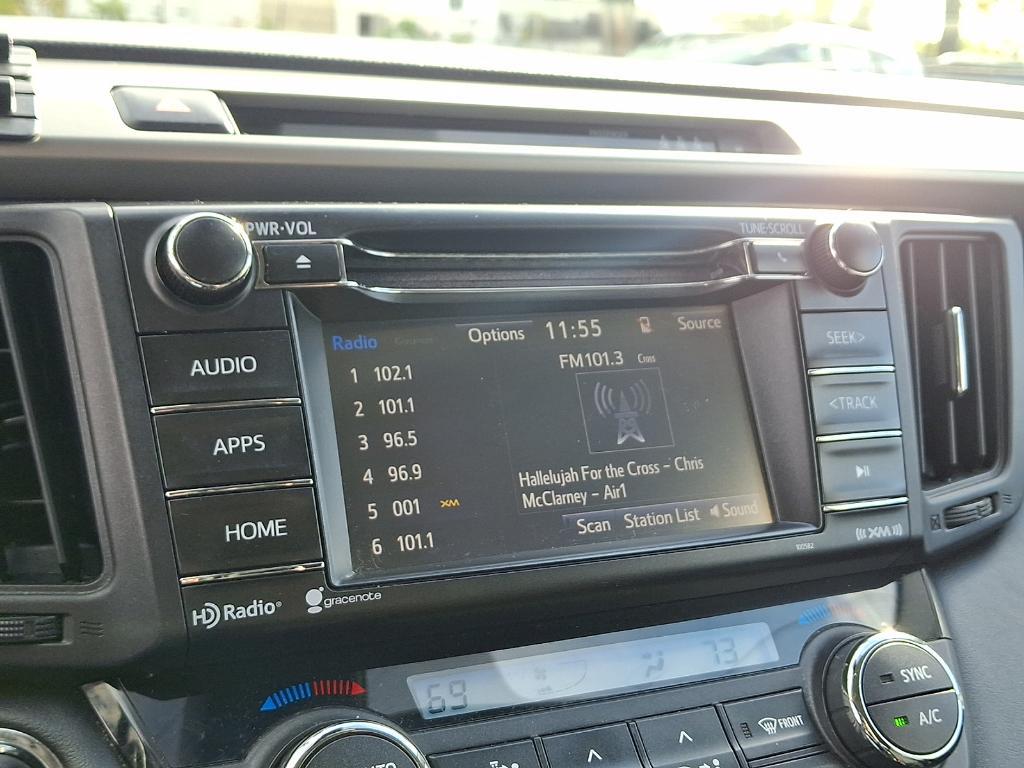 PWR·VOL
TUNE·SCROLL
AUDIO
APPS
HOME
SEEK>
<TRACK
Radio Options 11:55 Source
FM101.3 Cross
1 102.1
2 101.1
3 96.5
4 96.9
5 001 XM
6 101.1
Hallelujah For the Cross - Chris
McClarney - Air1
Scan Station List Sound
100582
((XM))
HD Radio®
gracenote
69 73
SYNC
A/C
FRONT